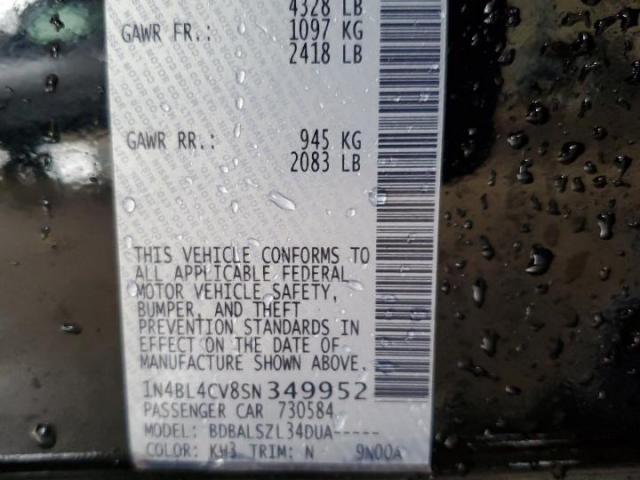 4328 LB
GAWR FR.: 1097 KG
2418 LB
GAWR RR.: 945 KG
2083 LB
THIS VEHICLE CONFORMS TO
ALL APPLICABLE FEDERAL
MOTOR VEHICLE SAFETY,
BUMPER, AND THEFT
PREVENTION STANDARDS IN
EFFECT ON THE DATE OF
MANUFACTURE SHOWN ABOVE.
1N4BL4CV8SN349952
PASSENGER CAR 730584
MODEL: BDBALSZL34DUA-----
COLOR: KH3 TRIM: N 9N00A